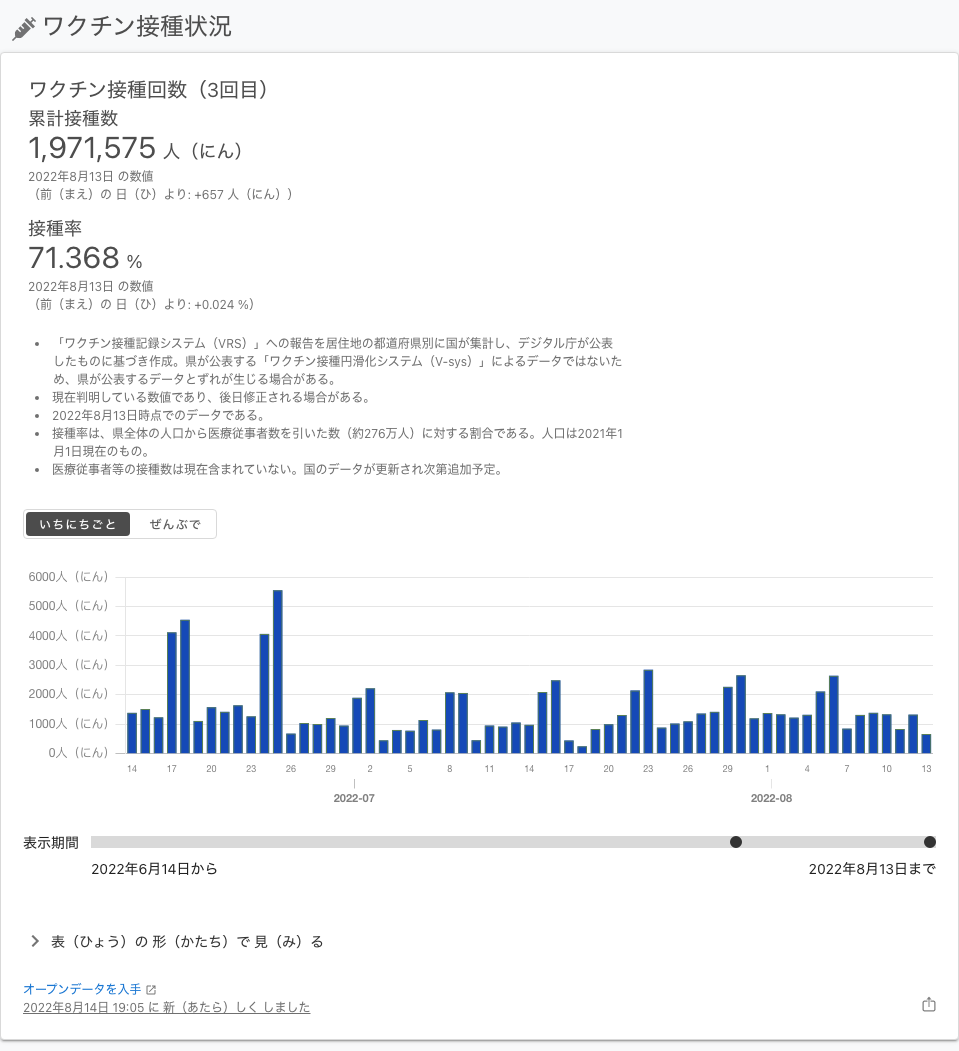 ワクチン接種状況
ワクチン接種回数（3回目）
累計接種数
1,971,575 人（にん）
2022年8月13日 の数値
（前（まえ）の 日（ひ）より: +657 人（にん））
接種率
71.368 %
2022年8月13日 の数値
（前（まえ）の 日（ひ）より: +0.024 %）
• 「ワクチン接種記録システム（VRS）」への報告を居住地の都道府県別に国が集計し、デジタル庁が公表
したものに基づき作成。県が公表する「ワクチン接種円滑化システム（V-sys）」によるデータではないた
め、県が公表するデータとずれが生じる場合がある。
• 現在判明している数値であり、後日修正される場合がある。
• 2022年8月13日時点でのデータである。
• 接種率は、県全体の人口から医療従事者数を引いた数（約276万人）に対する割合である。人口は2021年1
月1日現在のもの。
• 医療従事者等の接種数は現在含まれていない。国のデータが更新され次第追加予定。
いちにちごと ぜんぶで
6000人（にん）
5000人（にん）
4000人（にん）
3000人（にん）
2000人（にん）
1000人（にん）
0人（にん）
14 17 20 23 26 29 2 5 8 11 14 17 20 23 26 29 1 4 7 10 13
2022-07 2022-08
表示期間
2022年6月14日から 2022年8月13日まで
表（ひょう）の 形（かたち）で 見（み）る
オープンデータを入手
2022年8月14日 19:05 に 新（あたら）しく しました